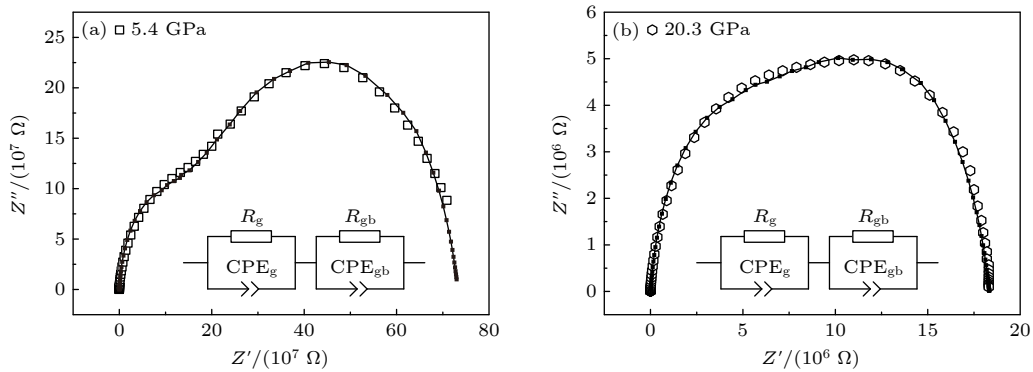 (a) □ 5.4 GPa
Z″/(10⁷ Ω)
25
20
15
10
5
0
R_g
R_gb
CPE_g
CPE_gb
0 20 40 60 80
Z′/(10⁷ Ω)
(b) ⬡ 20.3 GPa
Z″/(10⁶ Ω)
6
5
4
3
2
1
0
R_g
R_gb
CPE_g
CPE_gb
0 5 10 15 20
Z′/(10⁶ Ω)